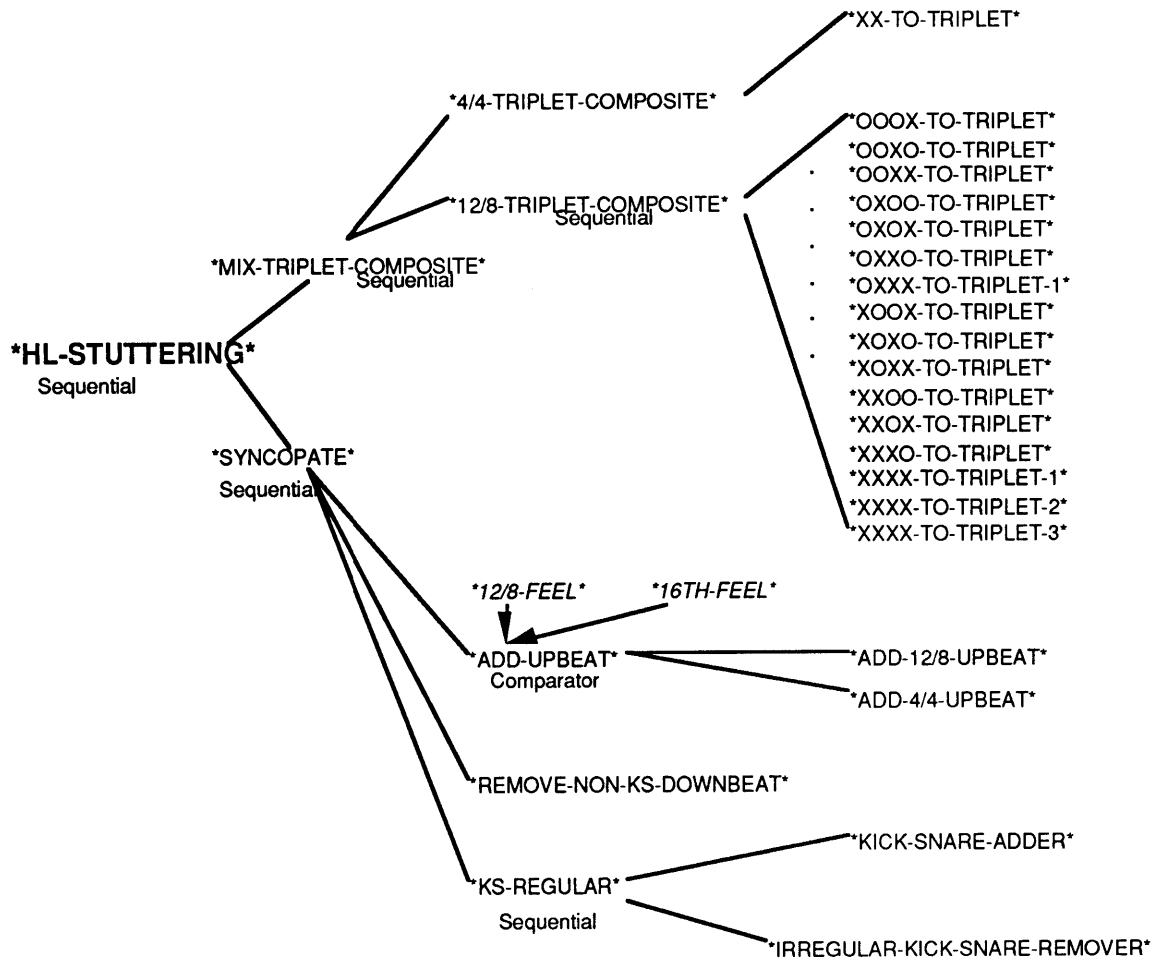 *XX-TO-TRIPLET*
*4/4-TRIPLET-COMPOSITE*
*OOOX-TO-TRIPLET*
*OOXO-TO-TRIPLET*
*OOXX-TO-TRIPLET*
*12/8-TRIPLET-COMPOSITE*
Sequential
*OXOO-TO-TRIPLET*
*OXOX-TO-TRIPLET*
*OXXO-TO-TRIPLET*
*MIX-TRIPLET-COMPOSITE*
Sequential
*OXXX-TO-TRIPLET-1*
*XOOX-TO-TRIPLET*
*XOXO-TO-TRIPLET*
*HL-STUTTERING*
Sequential
*XOXX-TO-TRIPLET*
*XXOO-TO-TRIPLET*
*XXOX-TO-TRIPLET*
*XXXO-TO-TRIPLET*
*SYNCOPATE*
Sequential
*XXXX-TO-TRIPLET-1*
*XXXX-TO-TRIPLET-2*
*XXXX-TO-TRIPLET-3*
*12/8-FEEL*
*16TH-FEEL*
*ADD-UPBEAT*
Comparator
*ADD-12/8-UPBEAT*
*ADD-4/4-UPBEAT*
*REMOVE-NON-KS-DOWNBEAT*
*KICK-SNARE-ADDER*
*KS-REGULAR*
Sequential
*IRREGULAR-KICK-SNARE-REMOVER*